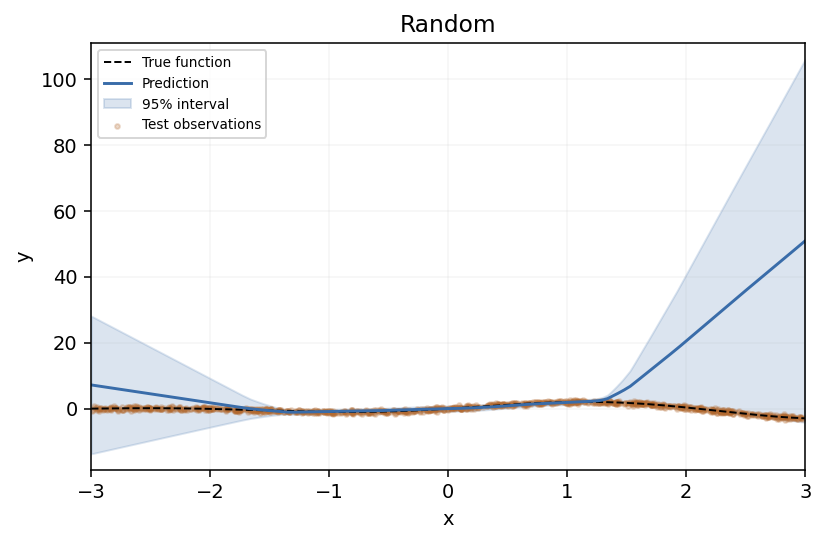 Random
True function
Prediction
95% interval
Test observations
100
80
60
40
20
0
y
−3
−2
−1
0
1
2
3
x